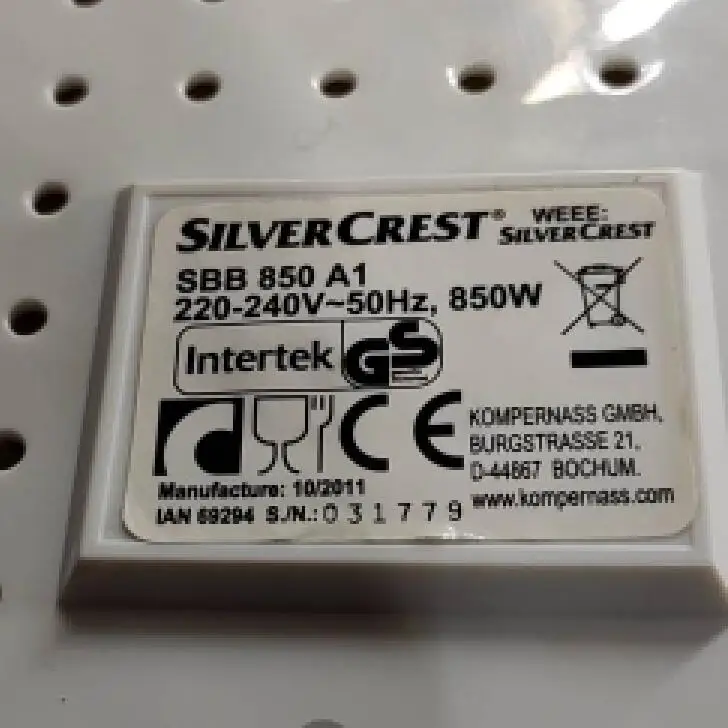 SILVERCREST® WEEE: SILVERCREST
SBB 850 A1
220-240V~50Hz, 850W
Intertek GS
CE
KOMPERNASS GMBH,
BURGSTRASSE 21,
D-44867 BOCHUM.
www.kompernass.com
Manufacture: 10/2011
IAN 69294 S./N.: 031779